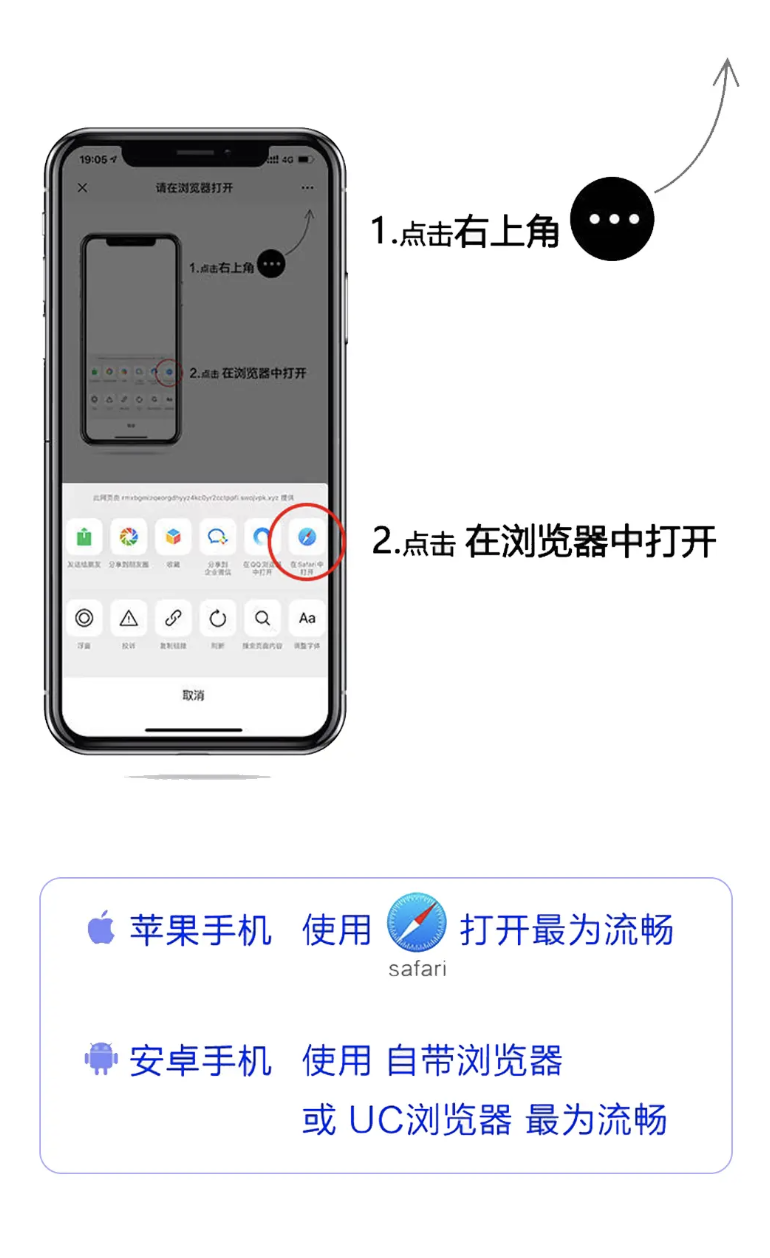 19:05
4G
请在浏览器打开
1.点击右上角
2.点击 在浏览器中打开
此网页由
提供
发送给朋友
分享到朋友圈
收藏
分享到
企业微信
在QQ浏览器
中打开
在Safari中
打开
浮窗
投诉
复制链接
刷新
搜索页面内容
调整字体
Aa
取消
1.点击右上角
2.点击 在浏览器中打开
苹果手机 使用 打开最为流畅
safari
安卓手机 使用 自带浏览器
或 UC浏览器 最为流畅